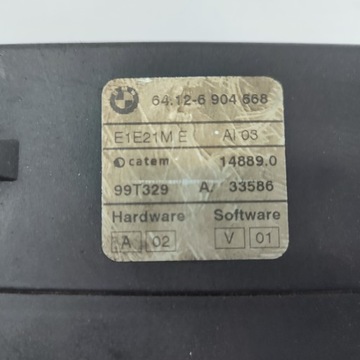 64.12-6 904 568
E1E21M E AI 03
catem 14889.0
99T329 A/ 33586
Hardware Software
A 02 V 01